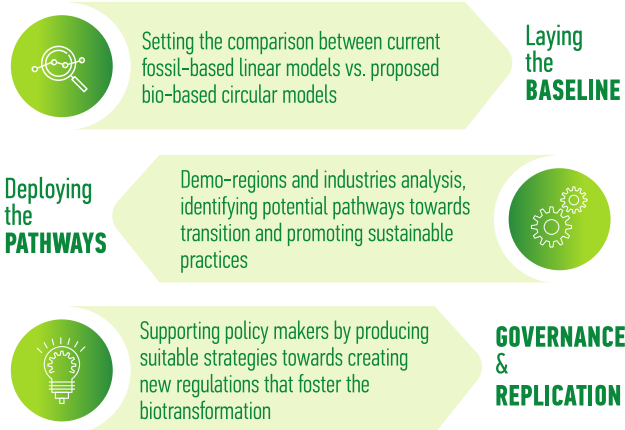 Setting the comparison between current
fossil-based linear models vs. proposed
bio-based circular models
Laying
the
BASELINE
Deploying
the
PATHWAYS
Demo-regions and industries analysis,
identifying potential pathways towards
transition and promoting sustainable
practices
Supporting policy makers by producing
suitable strategies towards creating
new regulations that foster the
biotransformation
GOVERNANCE
&
REPLICATION